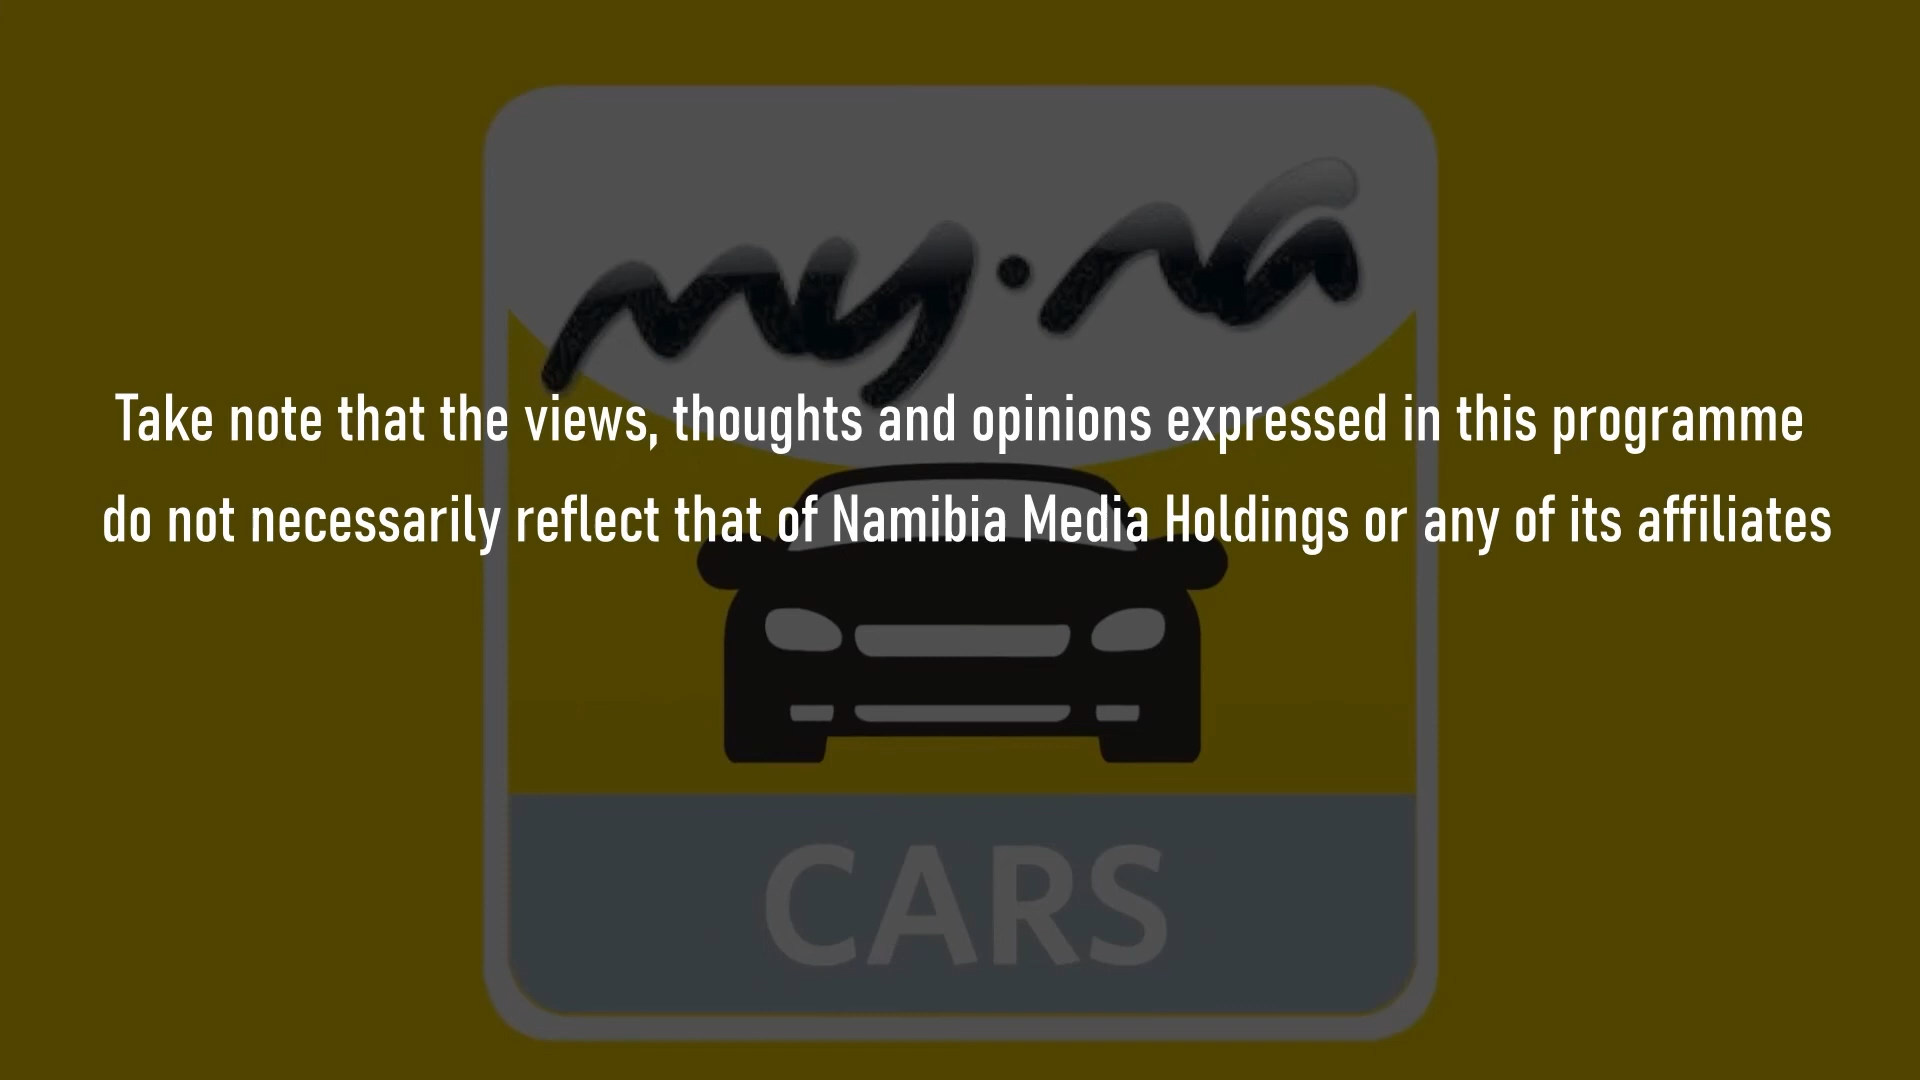 my.na
Take note that the views, thoughts and opinions expressed in this programme
do not necessarily reflect that of Namibia Media Holdings or any of its affiliates
CARS